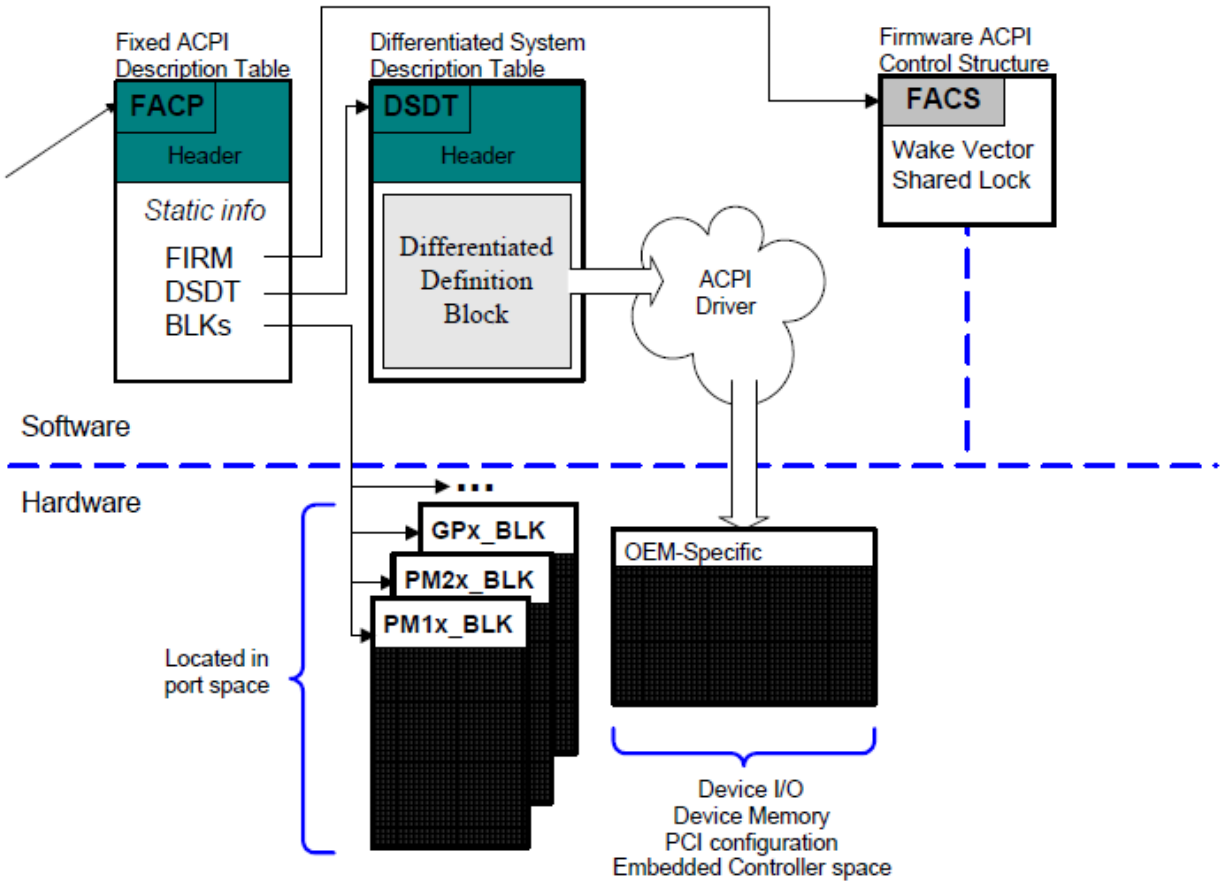 Fixed ACPI
Description Table
FACP
Header
Static info
FIRM
DSDT
BLKs
Differentiated System
Description Table
DSDT
Header
Differentiated
Definition
Block
ACPI
Driver
Firmware ACPI
Control Structure
FACS
Wake Vector
Shared Lock
Software
Hardware
...
GPx_BLK
PM2x_BLK
PM1x_BLK
Located in
port space
OEM-Specific
Device I/O
Device Memory
PCI configuration
Embedded Controller space